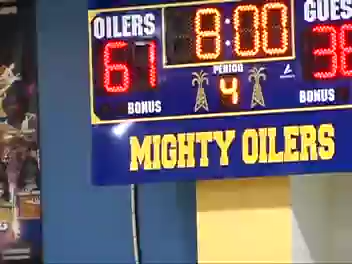 OILERS 8:00 GUES
61 PERIOD 36
BONUS 4 BONUS
MIGHTY OILERS